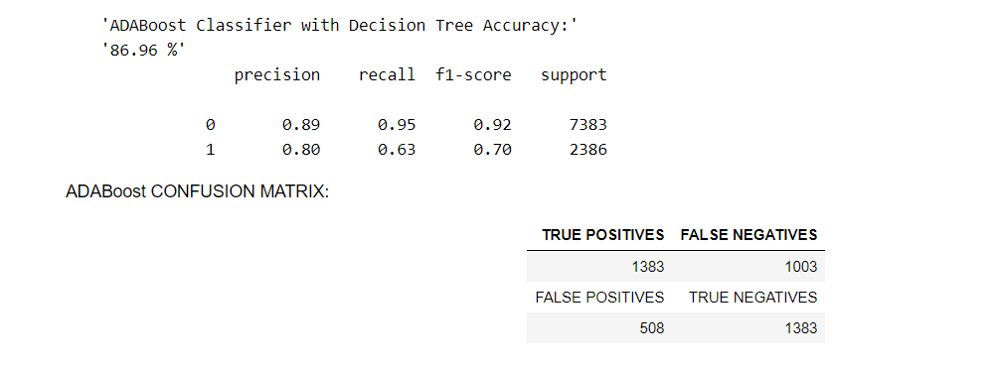 'ADABoost Classifier with Decision Tree Accuracy:'
'86.96 %'
precision recall f1-score support
0 0.89 0.95 0.92 7383
1 0.80 0.63 0.70 2386
ADABoost CONFUSION MATRIX:
TRUE POSITIVES FALSE NEGATIVES
1383 1003
FALSE POSITIVES TRUE NEGATIVES
508 1383